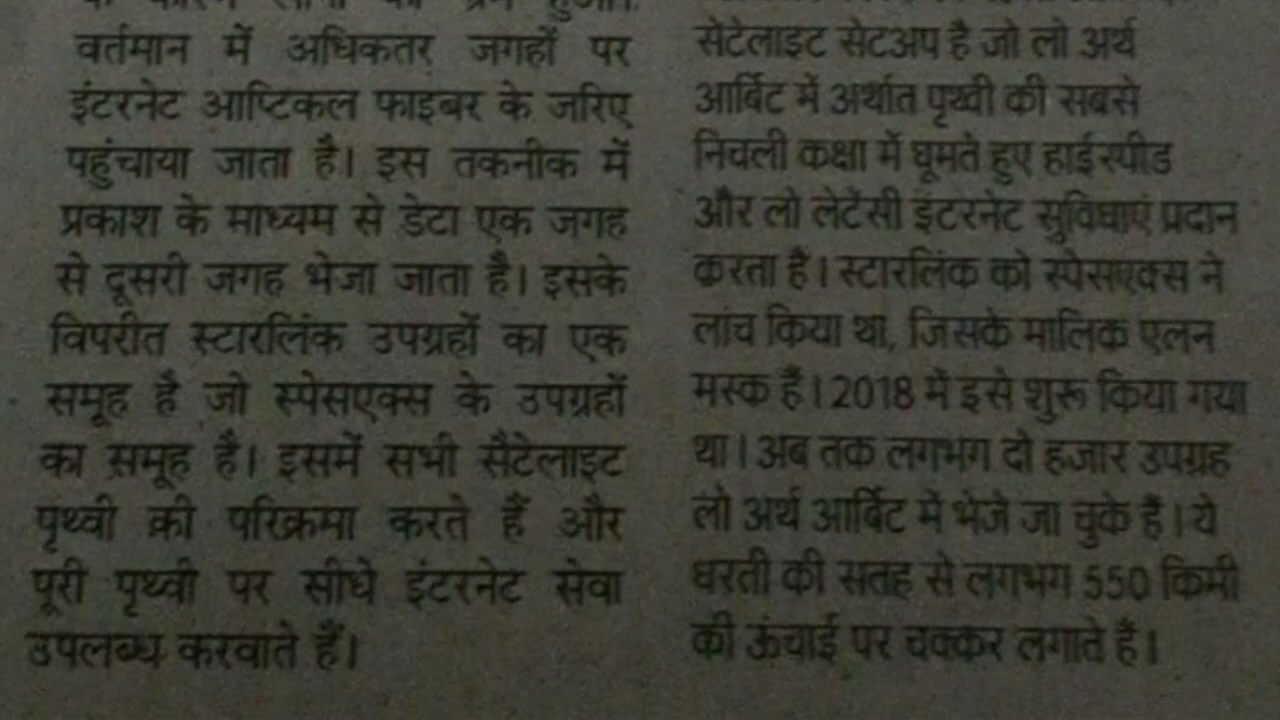 वर्तमान में अधिकतर जगहों पर
इंटरनेट आप्टिकल फाइबर के जरिए
पहुंचाया जाता है। इस तकनीक में
प्रकाश के माध्यम से डेटा एक जगह
से दूसरी जगह भेजा जाता है। इसके
विपरीत स्टारलिंक उपग्रहों का एक
समूह है जो स्पेसएक्स के उपग्रहों
का समूह है। इसमें सभी सैटेलाइट
पृथ्वी की परिक्रमा करते हैं और
पूरी पृथ्वी पर सीधे इंटरनेट सेवा
उपलब्ध करवाते हैं।
सेटेलाइट सेटअप है जो लो अर्थ
आर्बिट में अर्थात पृथ्वी की सबसे
निचली कक्षा में घूमते हुए हाईस्पीड
और लो लेटेंसी इंटरनेट सुविधाएं प्रदान
करता है। स्टारलिंक को स्पेसएक्स ने
लांच किया था, जिसके मालिक एलन
मस्क हैं। 2018 में इसे शुरू किया गया
था। अब तक लगभग दो हजार उपग्रह
लो अर्थ आर्बिट में भेजे जा चुके हैं। ये
धरती की सतह से लगभग 550 किमी
की ऊंचाई पर चक्कर लगाते हैं।